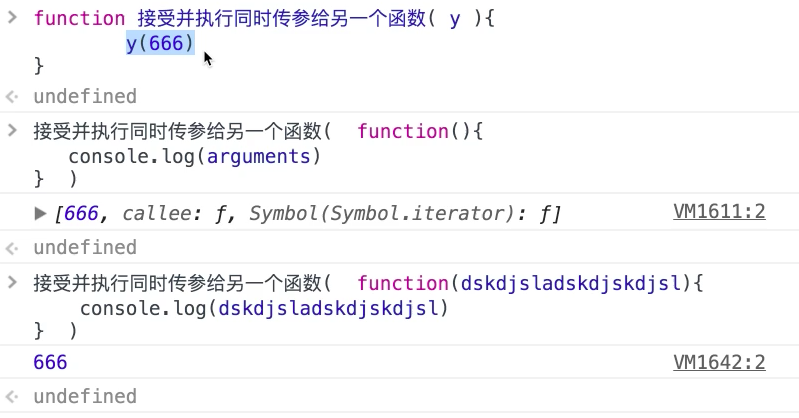 > function 接受并执行同时传参给另一个函数( y ){
y(666)
}
undefined
> 接受并执行同时传参给另一个函数( function(){
console.log(arguments)
} )
▶[666, callee: ƒ, Symbol(Symbol.iterator): ƒ] VM1611:2
undefined
> 接受并执行同时传参给另一个函数( function(dskdjsladskdjskdjsl){
console.log(dskdjsladskdjskdjsl)
} )
666 VM1642:2
undefined